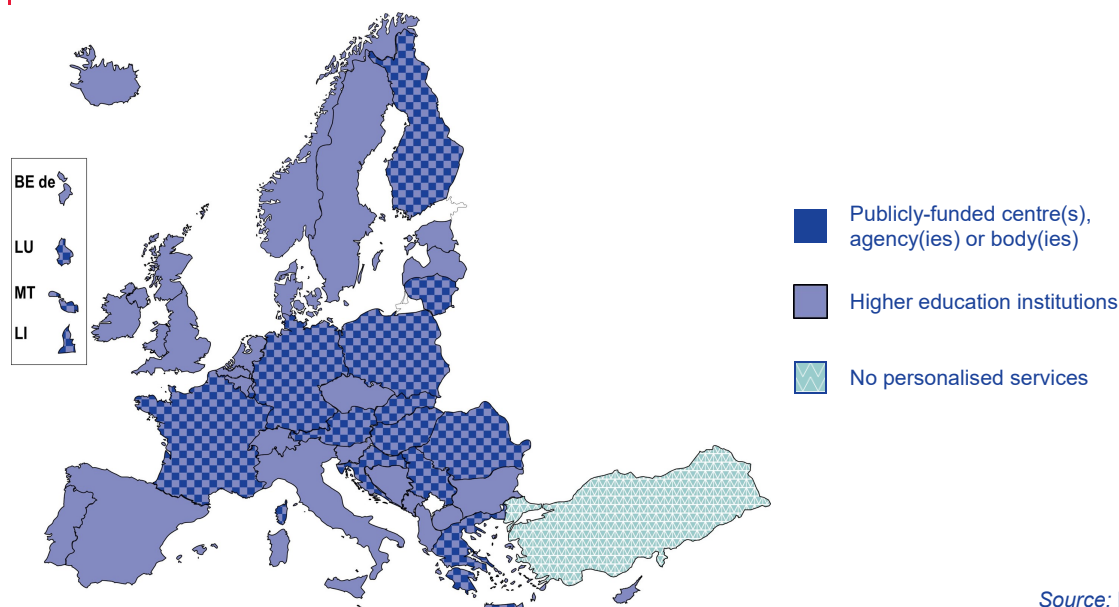 BE de
LU
MT
LI
Publicly-funded centre(s),
agency(ies) or body(ies)
Higher education institutions
No personalised services
Source: